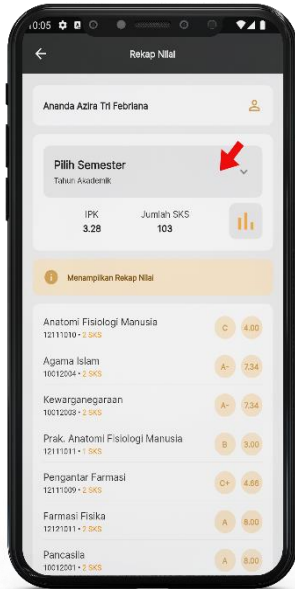 :0:05
Rekap Nilai
Ananda Azira Tri Febriana
Pilih Semester
Tahun Akademik
IPK Jumlah SKS
3.28 103
Menampilkan Rekap Nilai
Anatomi Fisiologi Manusia C 4.00
12111010 • 2 SKS
Agama Islam A- 7.34
10012004 • 2 SKS
Kewarganegaraan A- 7.34
10012003 • 2 SKS
Prak. Anatomi Fisiologi Manusia B 3.00
12111011 • 1 SKS
Pengantar Farmasi C+ 4.66
12111009 • 2 SKS
Farmasi Fisika A 8.00
12121011 • 2 SKS
Pancasila A 8.00
10012001 • 2 SKS